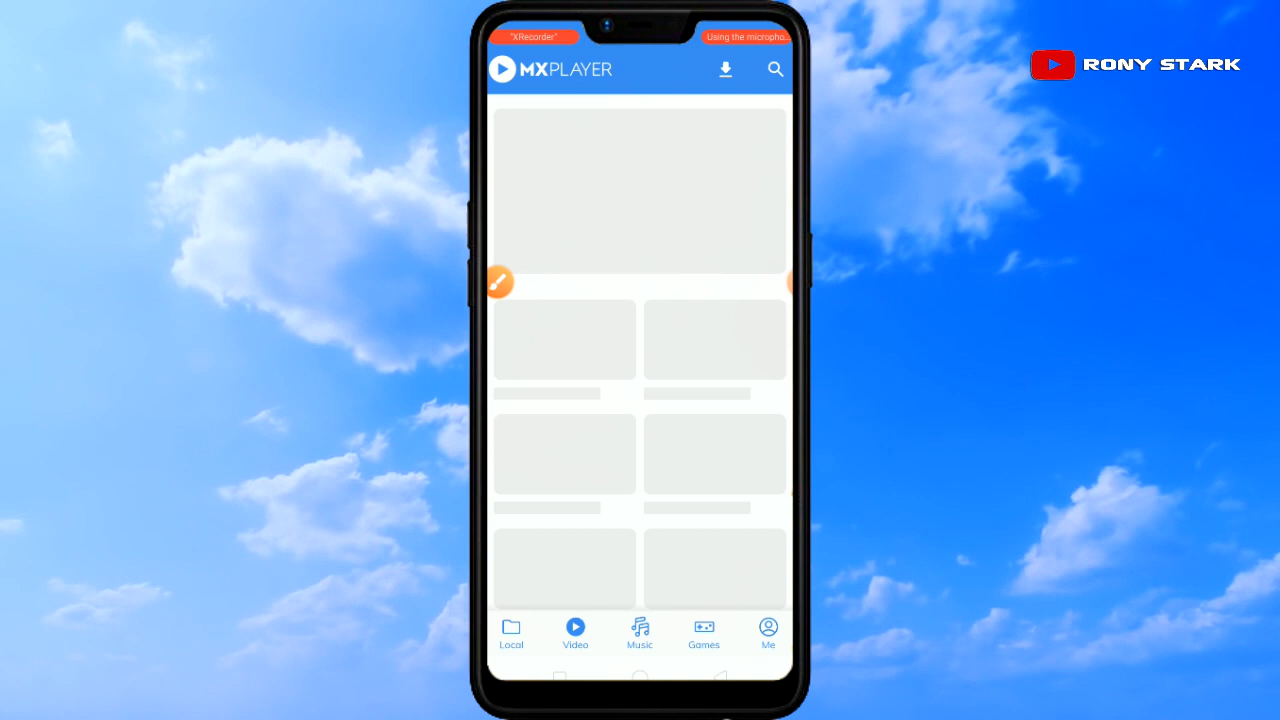 "XRecorder"
Using the micropho...
MXPLAYER
RONY STARK
Local
Video
Music
Games
Me